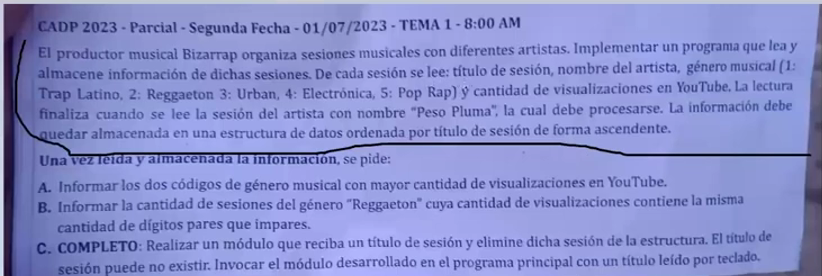 CADP 2023 - Parcial - Segunda Fecha - 01/07/2023 - TEMA 1 - 8:00 AM
El productor musical Bizarrap organiza sesiones musicales con diferentes artistas. Implementar un programa que lea y
almacene información de dichas sesiones. De cada sesión se lee: título de sesión, nombre del artista, género musical (1:
Trap Latino, 2: Reggaeton 3: Urban, 4: Electrónica, 5: Pop Rap) y cantidad de visualizaciones en YouTube. La lectura
finaliza cuando se lee la sesión del artista con nombre "Peso Pluma", la cual debe procesarse. La información debe
quedar almacenada en una estructura de datos ordenada por título de sesión de forma ascendente.
Una vez leída y almacenada la información, se pide:
A. Informar los dos códigos de género musical con mayor cantidad de visualizaciones en YouTube.
B. Informar la cantidad de sesiones del género "Reggaeton" cuya cantidad de visualizaciones contiene la misma
cantidad de dígitos pares que impares.
C. COMPLETO: Realizar un módulo que reciba un título de sesión y elimine dicha sesión de la estructura. El título de
sesión puede no existir. Invocar el módulo desarrollado en el programa principal con un título leído por teclado.